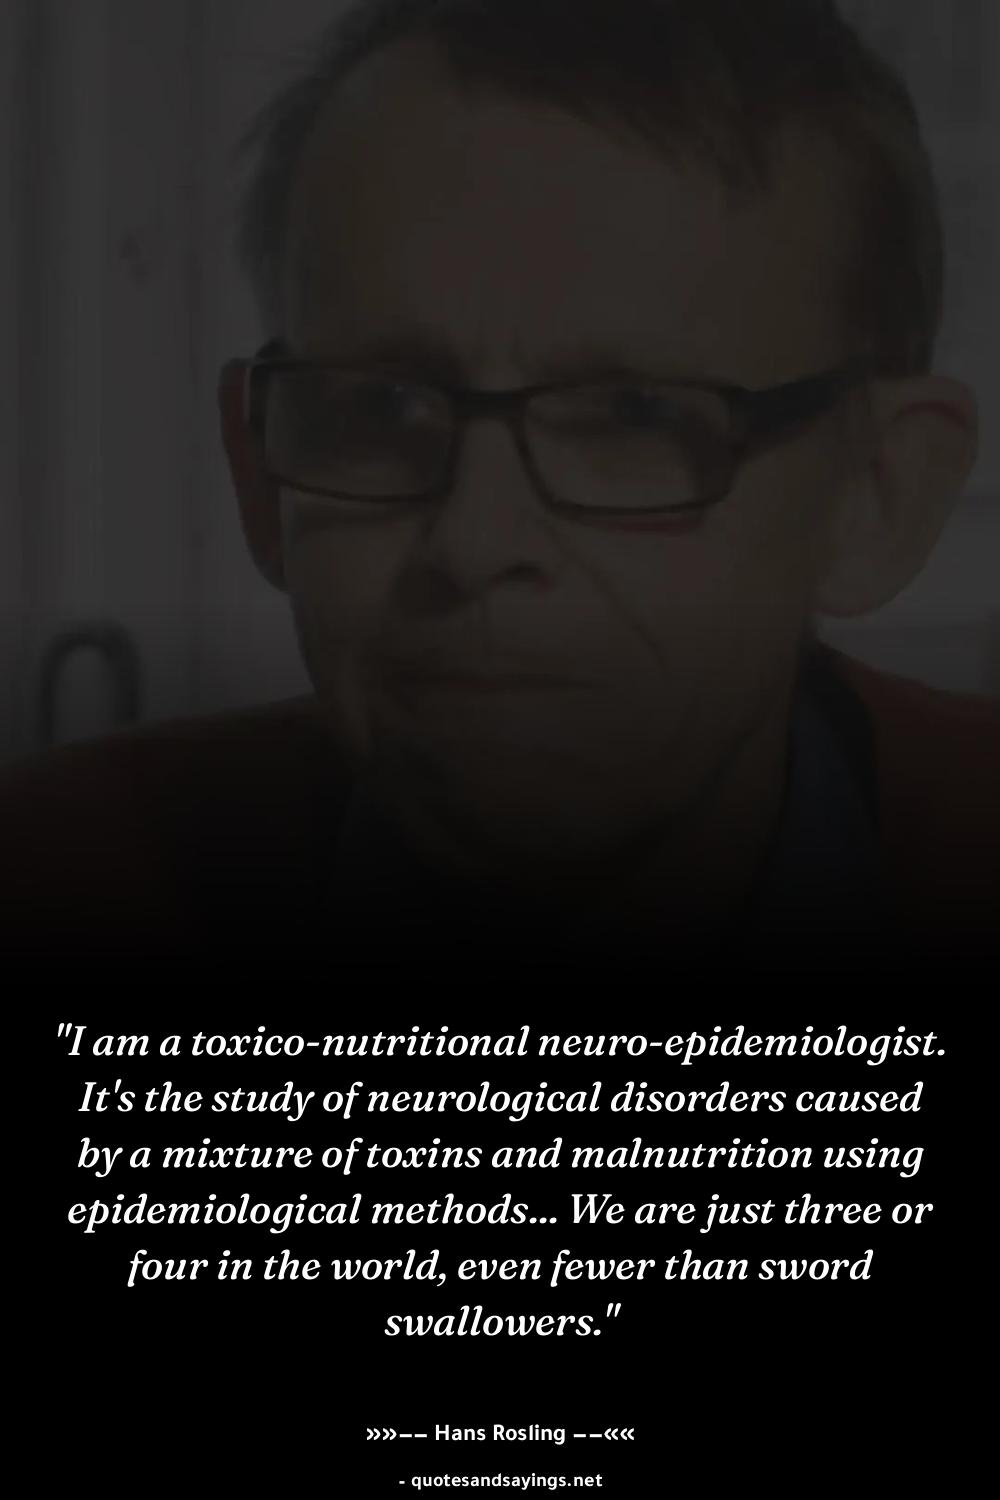 "I am a toxico-nutritional neuro-epidemiologist.
It's the study of neurological disorders caused
by a mixture of toxins and malnutrition using
epidemiological methods... We are just three or
four in the world, even fewer than sword
swallowers."
»»−− Hans Rosling −−««
- quotesandsayings.net